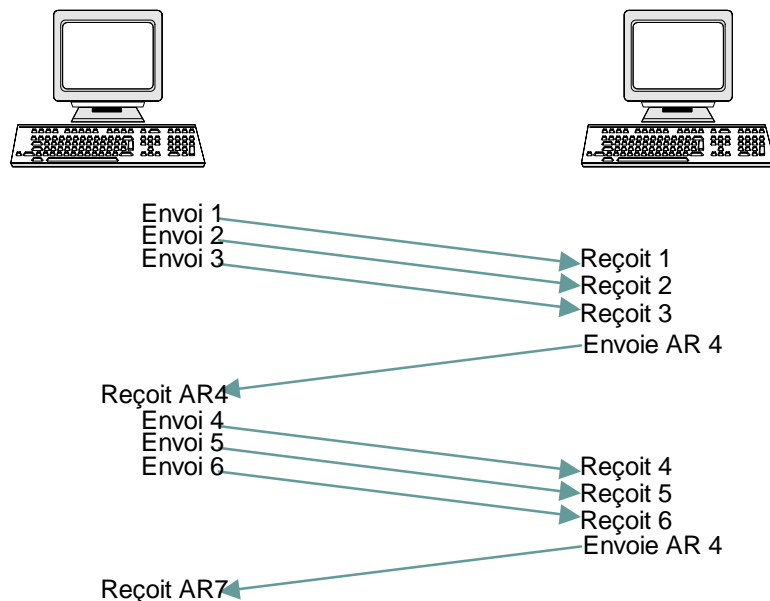 Envoi 1
Envoi 2
Envoi 3
Reçoit 1
Reçoit 2
Reçoit 3
Envoie AR 4
Reçoit AR4
Envoi 4
Envoi 5
Envoi 6
Reçoit 4
Reçoit 5
Reçoit 6
Envoie AR 4
Reçoit AR7